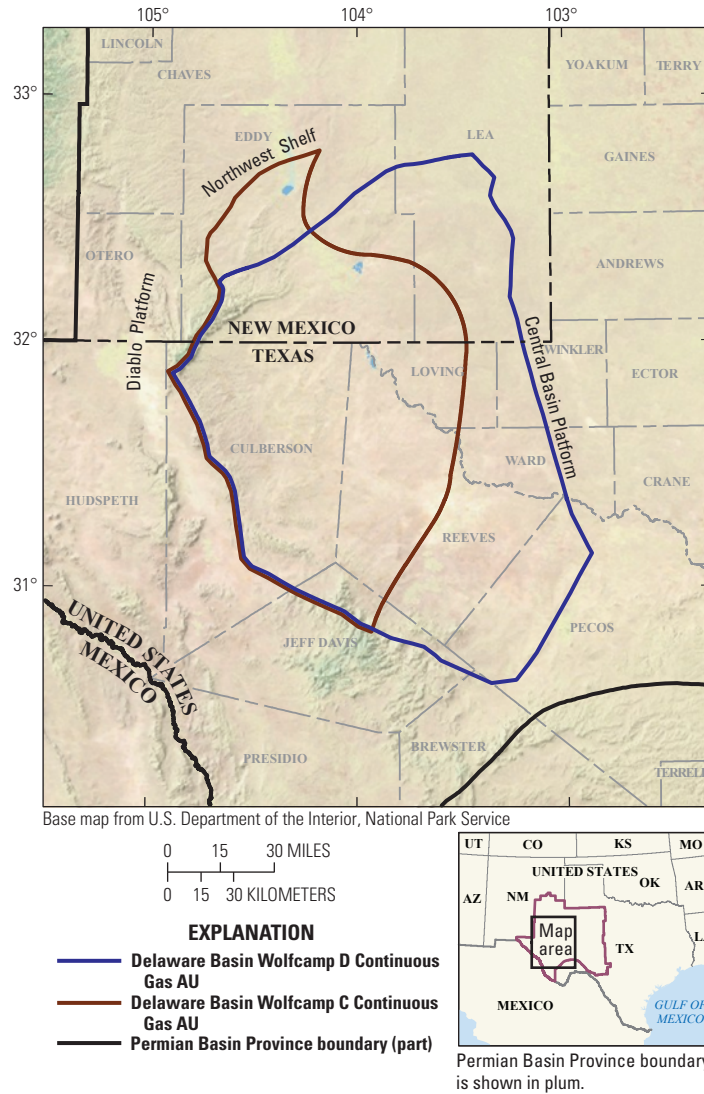 105°
104°
103°
LINCOLN
CHAVES
YOAKUM
TERRY
33°
EDDY
LEA
Northwest Shelf
GAINES
OTERO
ANDREWS
Diablo Platform
NEW MEXICO
32°
TEXAS
Central Basin Platform
WINKLER
LOVING
ECTOR
CULBERSON
WARD
CRANE
HUDSPETH
REEVES
31°
UNITED STATES
MEXICO
JEFF DAVIS
PECOS
BREWSTER
PRESIDIO
TERRELL
Base map from U.S. Department of the Interior, National Park Service
0 15 30 MILES
0 15 30 KILOMETERS
EXPLANATION
Delaware Basin Wolfcamp D Continuous
Gas AU
Delaware Basin Wolfcamp C Continuous
Gas AU
Permian Basin Province boundary (part)
UT
CO
KS
MO
UNITED STATES
AZ
NM
OK
AR
Map
area
TX
L
MEXICO
GULF OF
MEXICO
Permian Basin Province boundary
is shown in plum.